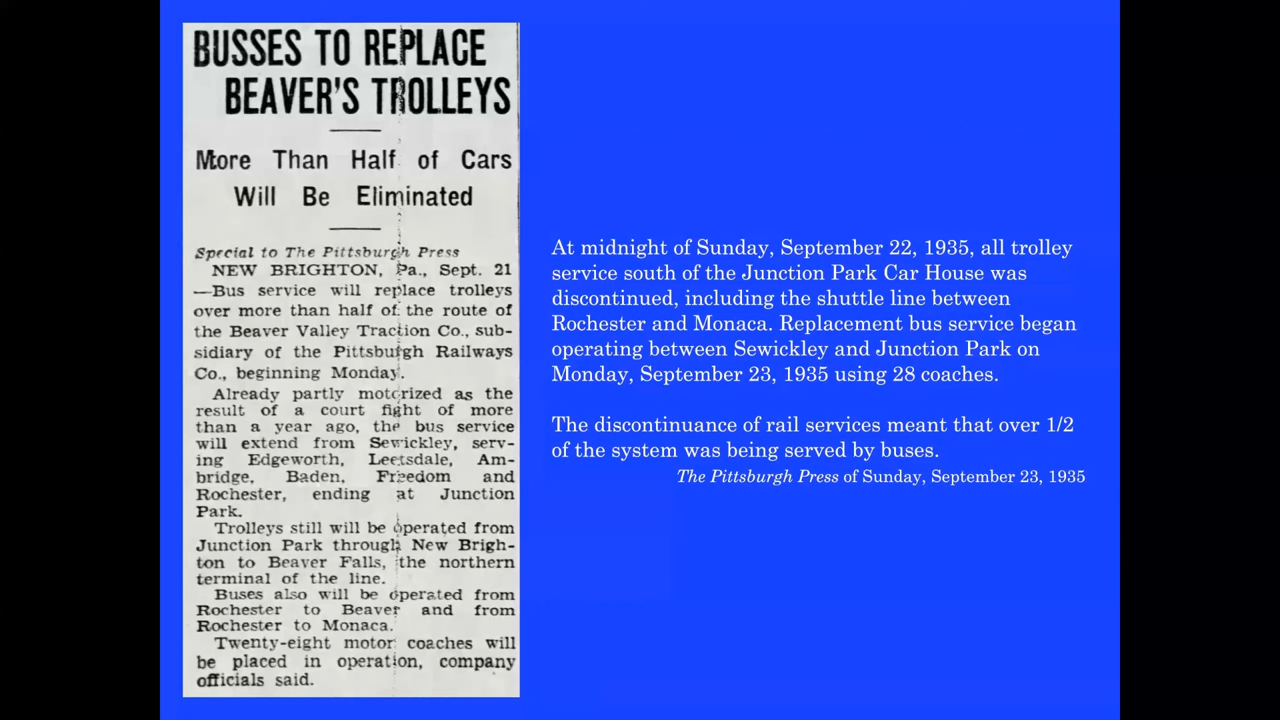 BUSSES TO REPLACE
BEAVER'S TROLLEYS
More Than Half of Cars
Will Be Eliminated
Special to The Pittsburgh Press
NEW BRIGHTON, Pa., Sept. 21
—Bus service will replace trolleys
over more than half of the route of
the Beaver Valley Traction Co., sub-
sidiary of the Pittsburgh Railways
Co., beginning Monday.
Already partly motorized as the
result of a court fight of more
than a year ago, the bus service
will extend from Sewickley, serv-
ing Edgeworth, Leetsdale, Am-
bridge, Baden, Freedom and
Rochester, ending at Junction
Park.
Trolleys still will be operated from
Junction Park through New Brigh-
ton to Beaver Falls, the northern
terminal of the line.
Buses also will be operated from
Rochester to Beaver and from
Rochester to Monaca.
Twenty-eight motor coaches will
be placed in operation, company
officials said.
At midnight of Sunday, September 22, 1935, all trolley
service south of the Junction Park Car House was
discontinued, including the shuttle line between
Rochester and Monaca. Replacement bus service began
operating between Sewickley and Junction Park on
Monday, September 23, 1935 using 28 coaches.
The discontinuance of rail services meant that over 1/2
of the system was being served by buses.
The Pittsburgh Press of Sunday, September 23, 1935